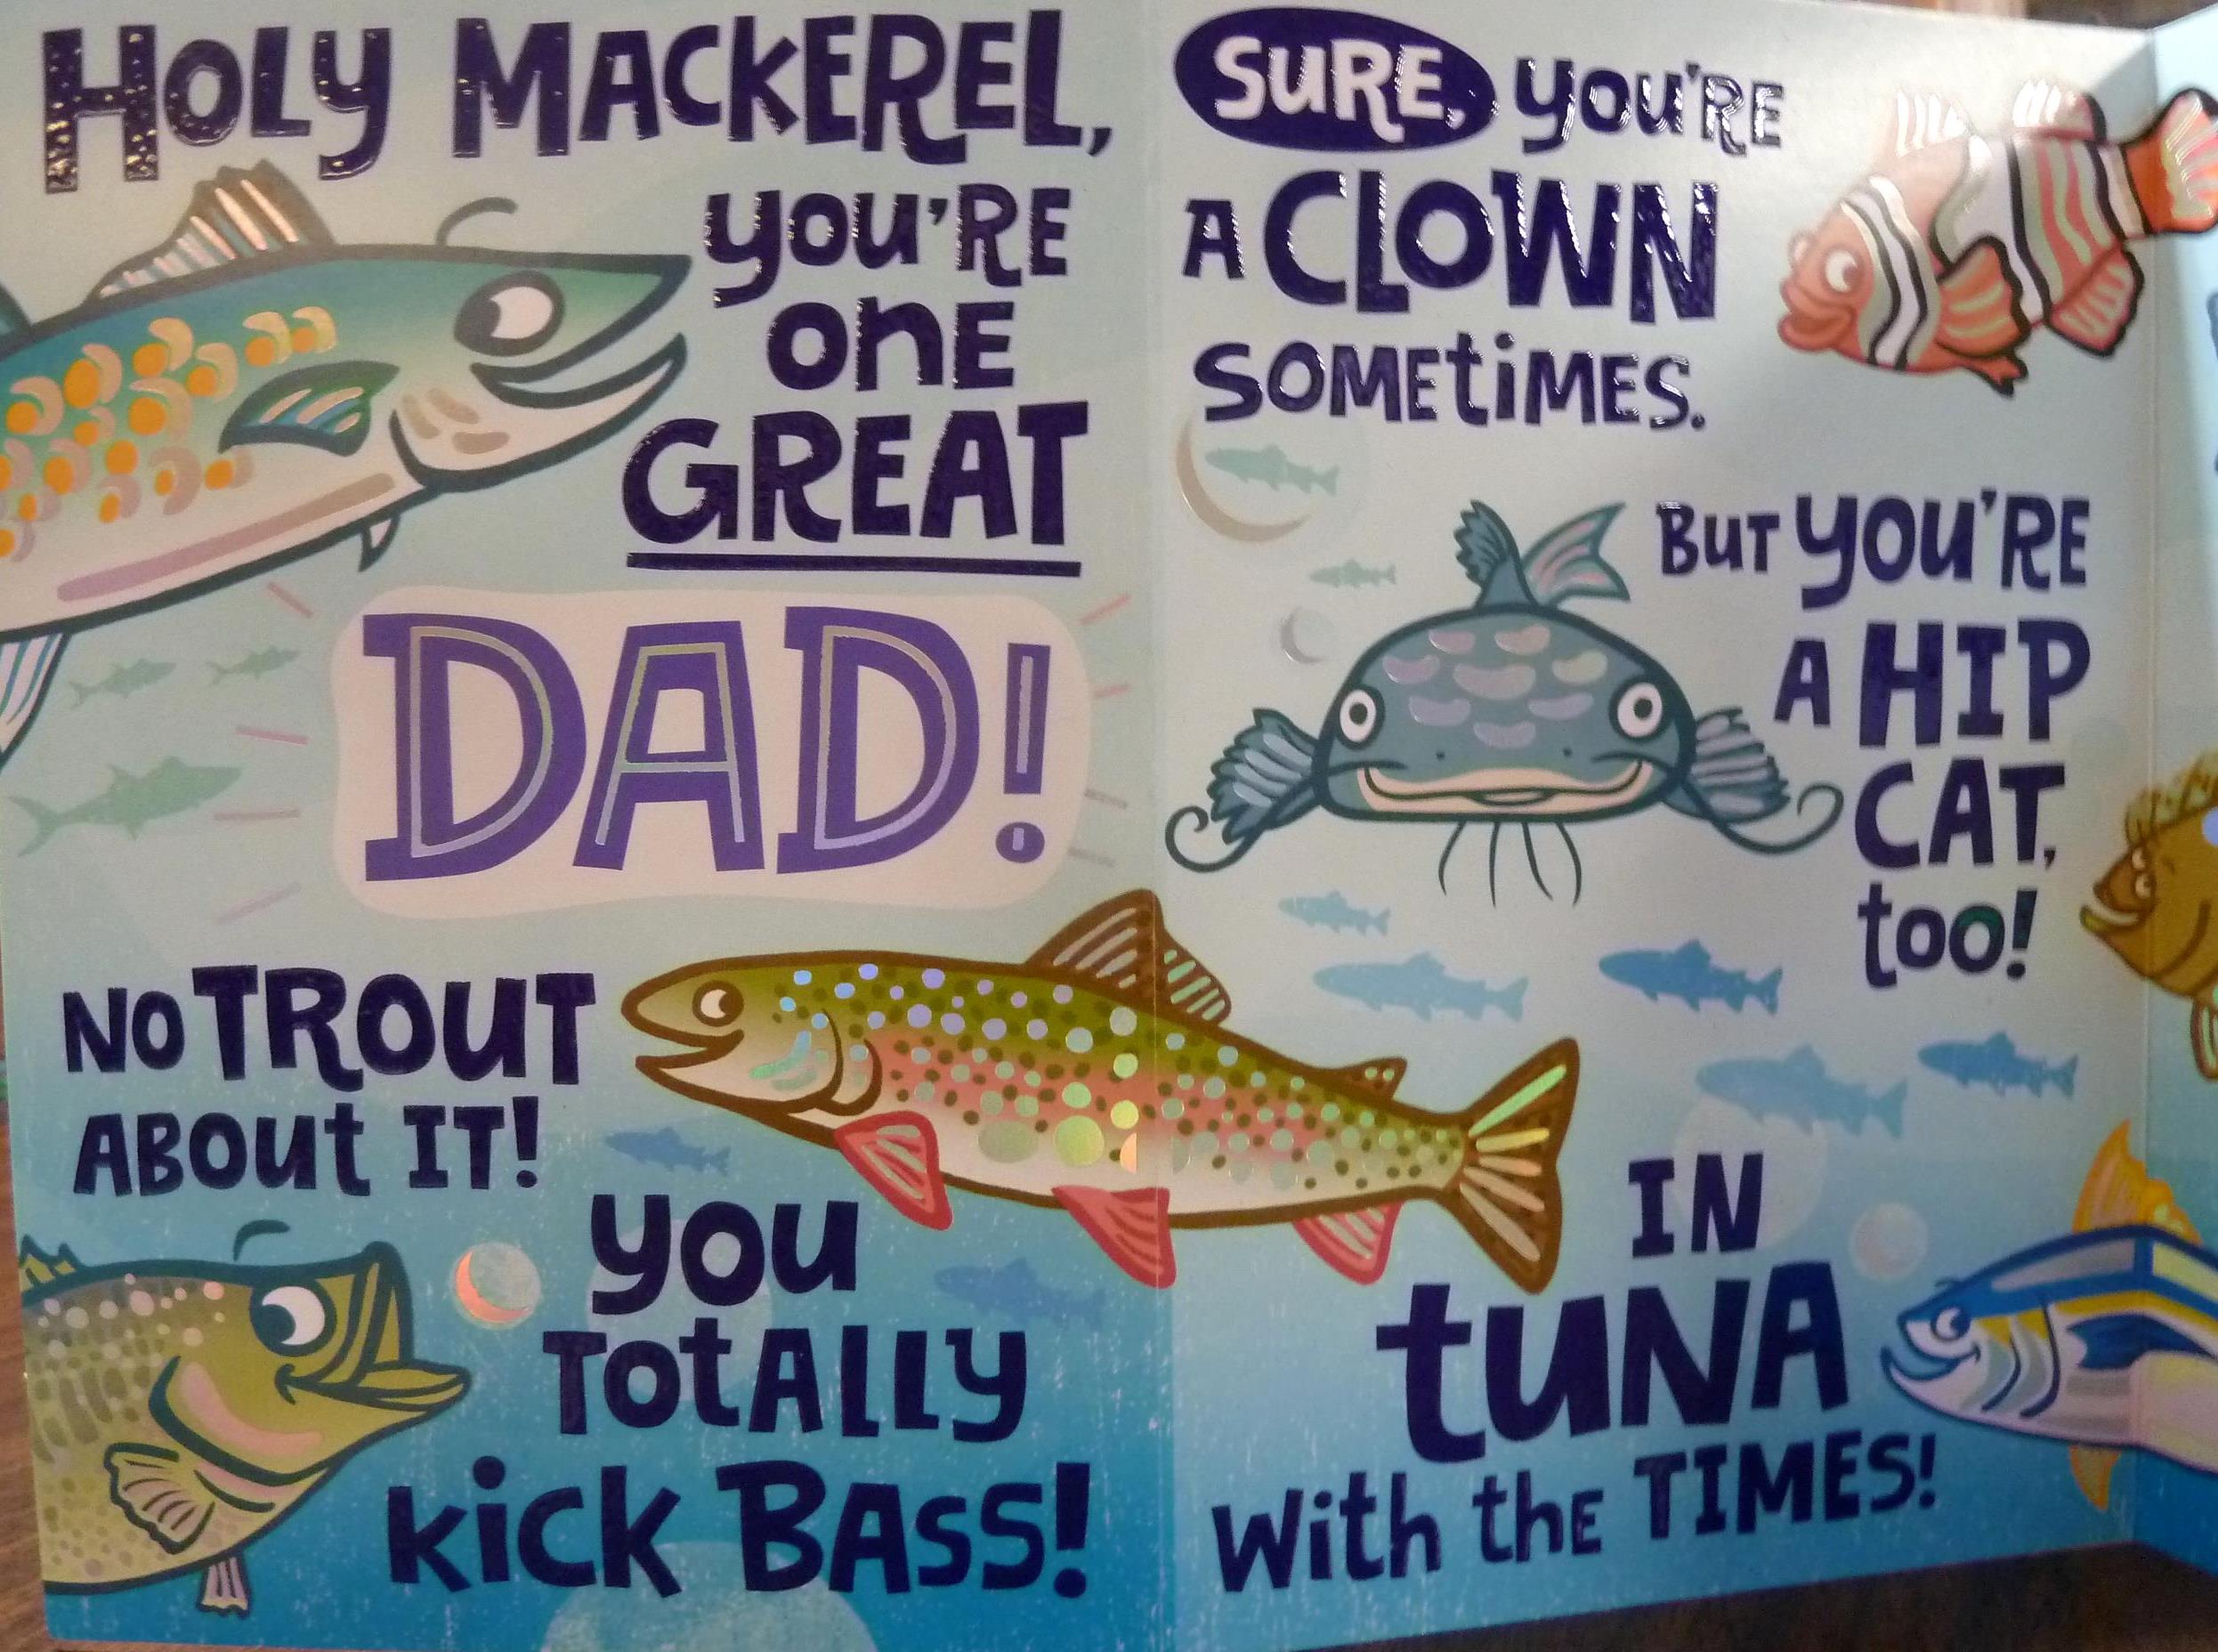 HOLY MACKEREL,
YOU'RE
ONE
GREAT
DAD!
NO TROUT
ABOUT IT!
YOU
TOTALLY
KICK BASS!
SURE, YOU'RE
A CLOWN
SOMETIMES.
BUT YOU'RE
A HIP
CAT,
TOO!
IN
TUNA
WITH THE TIMES!